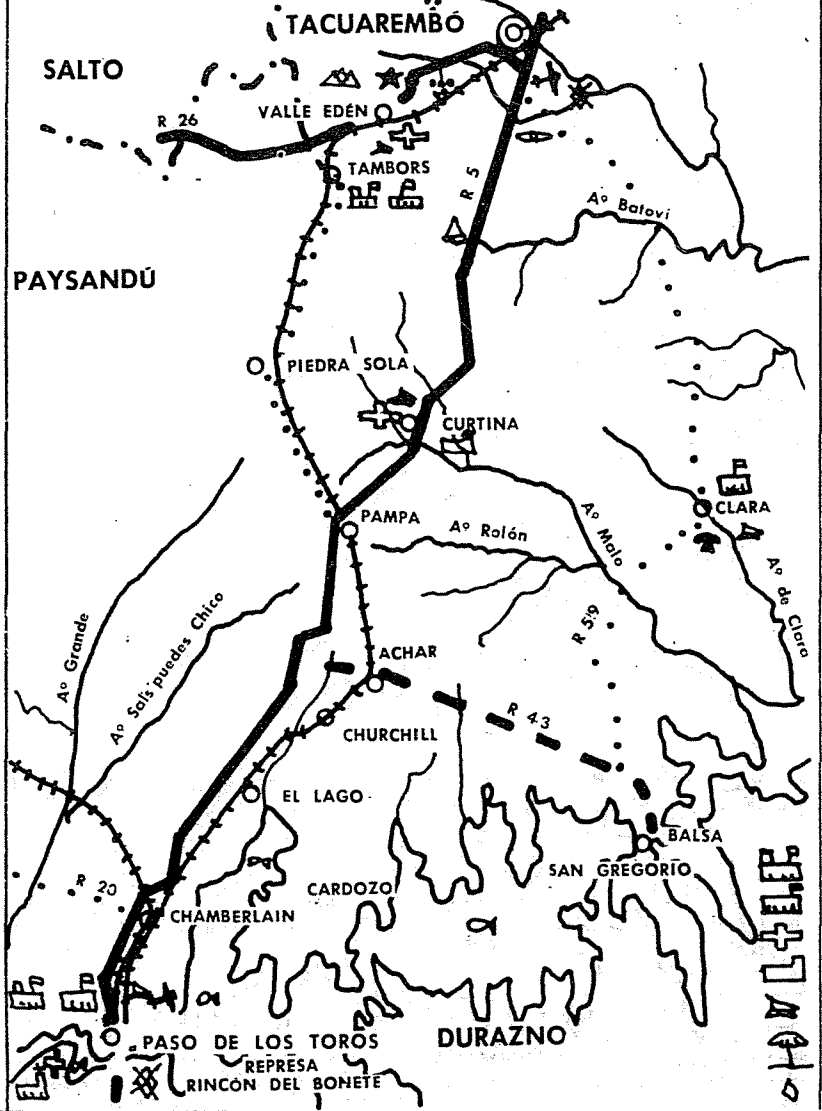 TACUAREMBÓ
SALTO
R 26
VALLE EDÉN
TAMBORS
R 5
Aº Batoví
PAYSANDÚ
PIEDRA SOLA
CURTINA
PAMPA
Aº Rolón
Aº Malo
CLARA
Aº de Clara
Aº Grande
Aº Salsipuedes Chico
R 59
ACHAR
R 43
CHURCHILL
EL LAGO
BALSA
SAN GREGORIO
R 20
CARDOZO
CHAMBERLAIN
PASO DE LOS TOROS
DURAZNO
REPRESA
RINCÓN DEL BONETE